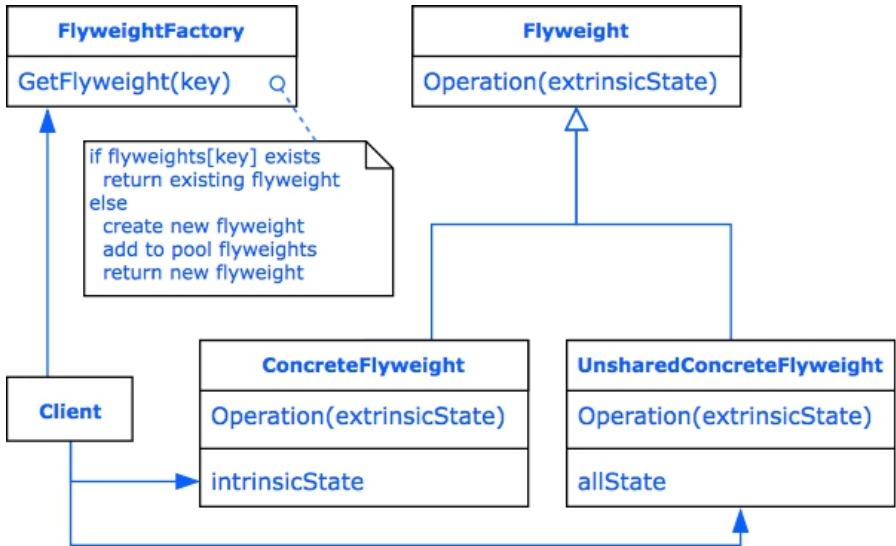 FlyweightFactory
GetFlyweight(key)
if flyweights[key] exists
return existing flyweight
else
create new flyweight
add to pool flyweights
return new flyweight
Flyweight
Operation(extrinsicState)
Client
ConcreteFlyweight
Operation(extrinsicState)
intrinsicState
UnsharedConcreteFlyweight
Operation(extrinsicState)
allState